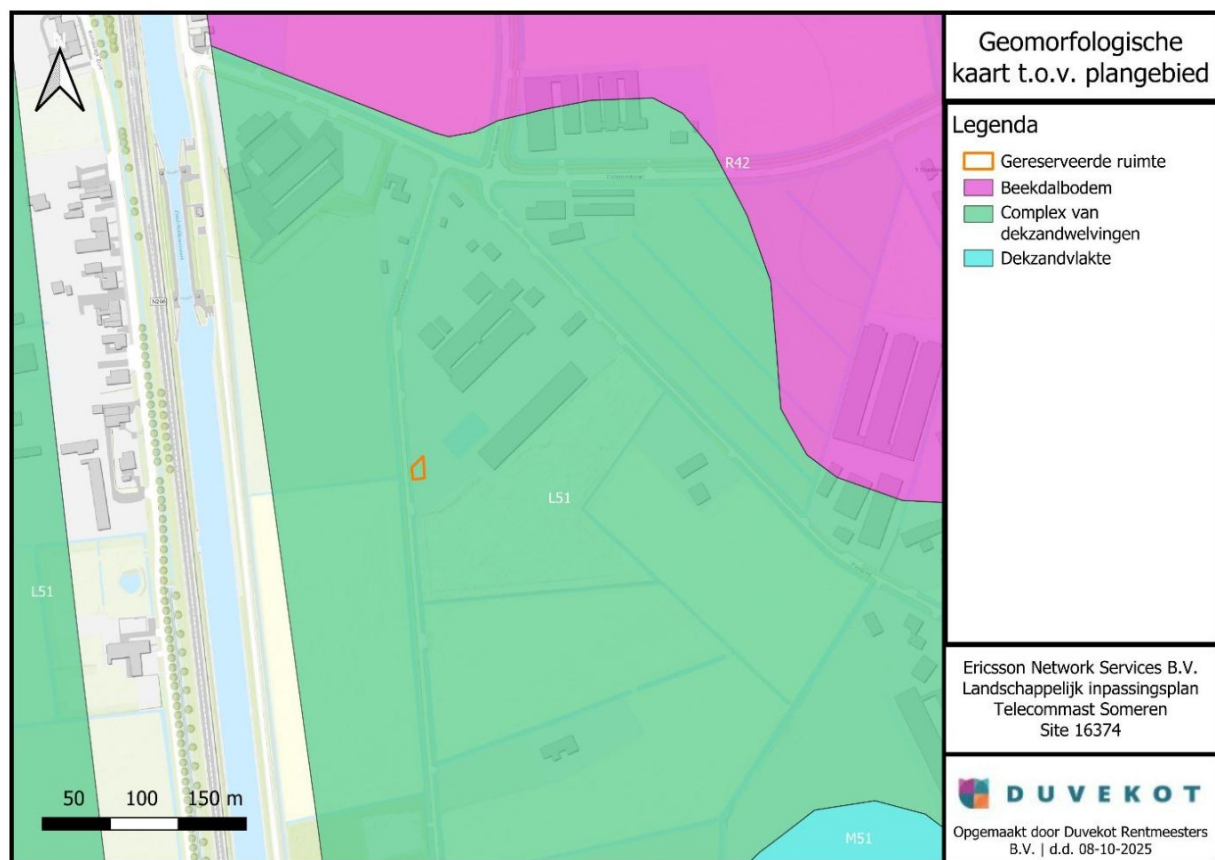 Geomorfologische
kaart t.o.v. plangebied
Legenda
Gereserveerde ruimte
Beekdalbodem
Complex van
dekzandwelvingen
Dekzandvlakte
R42
N266
L51
L51
M51
50 100 150 m
Ericsson Network Services B.V.
Landschappelijk inpassingsplan
Telecommast Someren
Site 16374
DUVEKOT
Opgemaakt door Duvekot Rentmeesters
B.V. | d.d. 08-10-2025